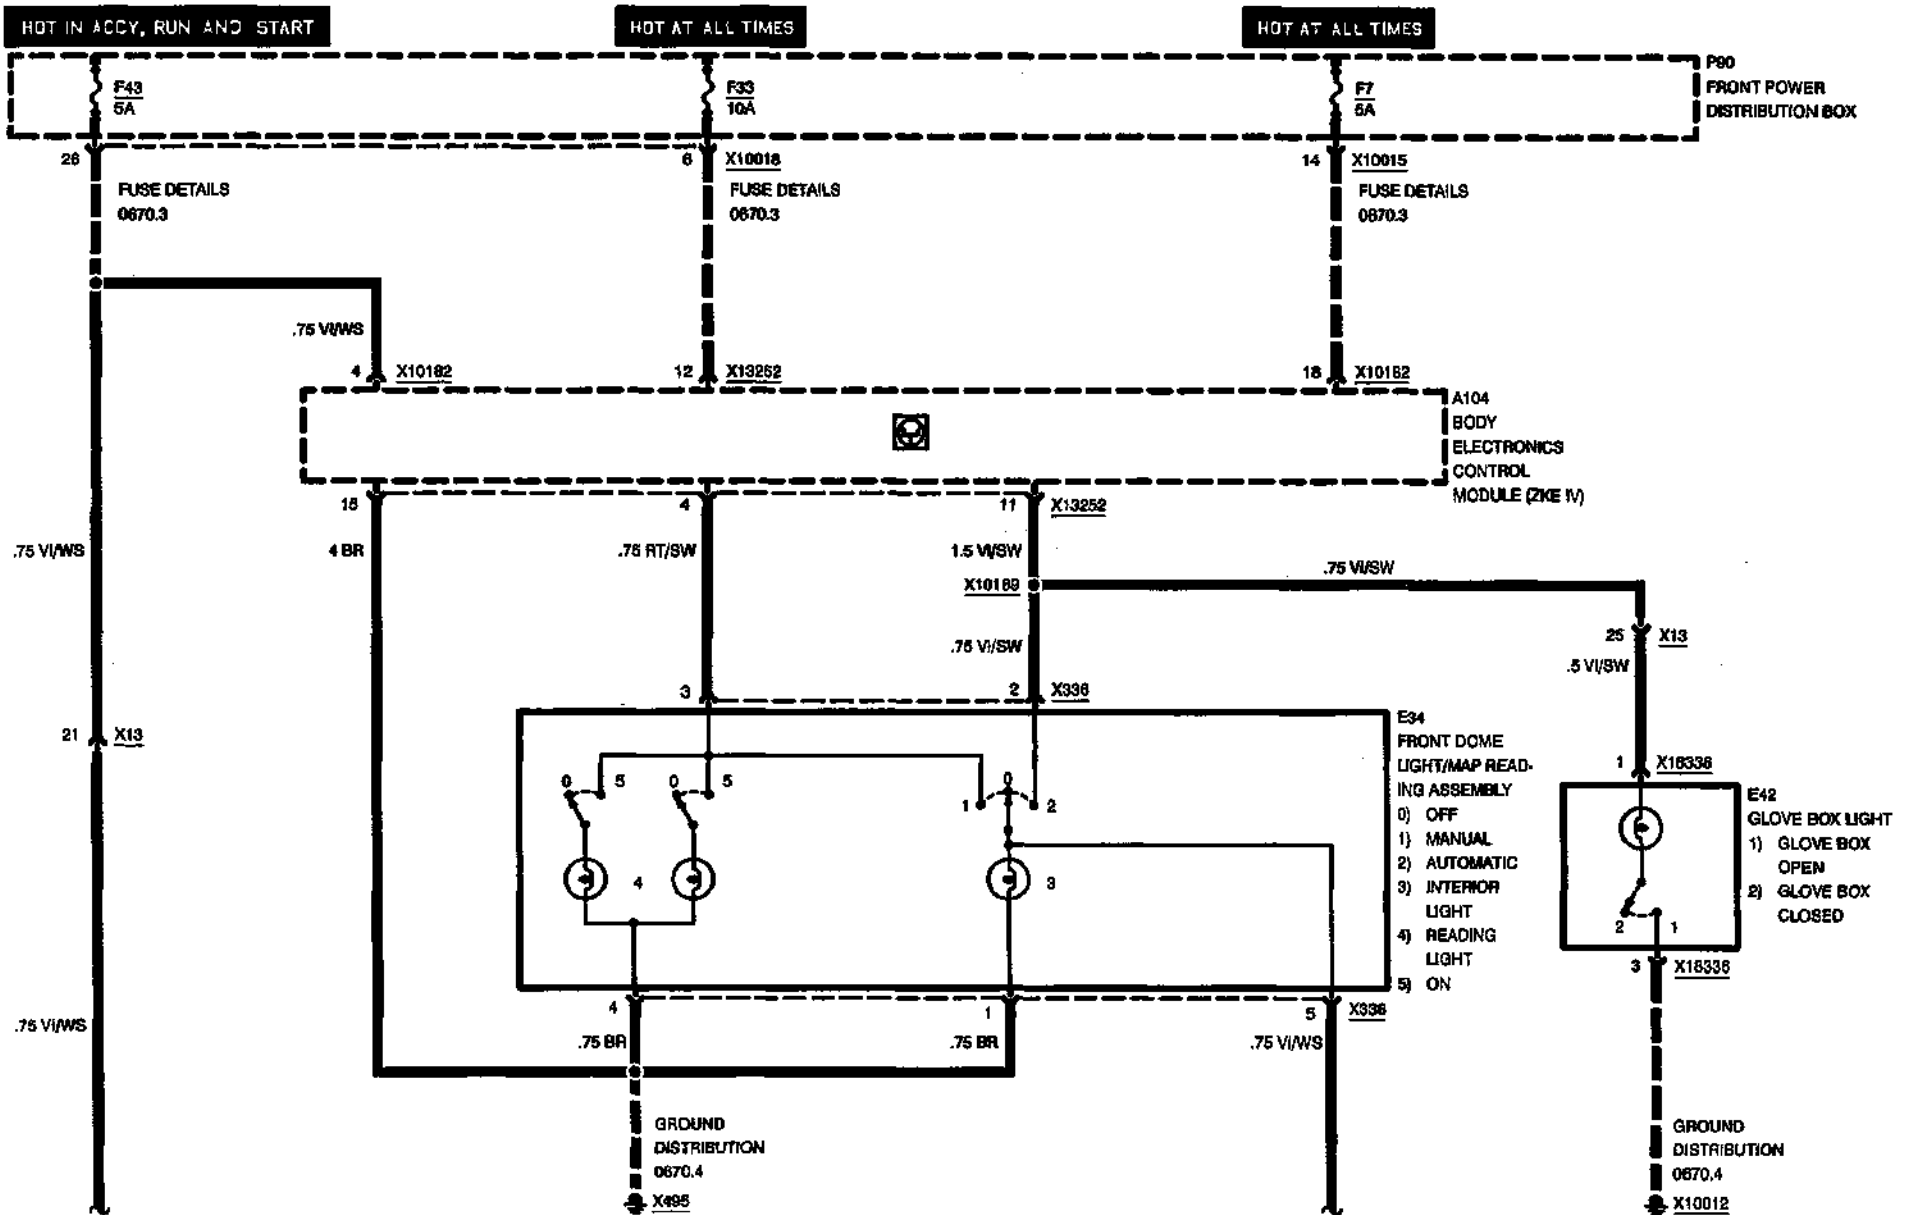 HOT IN ACCY, RUN AND START
HOT AT ALL TIMES
HOT AT ALL TIMES
F43
5A
F33
10A
F7
5A
P90
FRONT POWER
DISTRIBUTION BOX
26
6
X10018
14
X10015
FUSE DETAILS
0670.3
FUSE DETAILS
0670.3
FUSE DETAILS
0670.3
.75 VI/WS
4
X10182
12
X13252
18
X10182
A104
BODY
ELECTRONICS
CONTROL
MODULE (ZKE IV)
15
4
11
X13252
.75 VI/WS
4 BR
.75 RT/SW
1.5 VI/SW
X10189
.75 VI/SW
.75 VI/SW
25
X13
.5 VI/SW
3
2
X336
21
X13
E34
FRONT DOME
LIGHT/MAP READ-
ING ASSEMBLY
0) OFF
1) MANUAL
2) AUTOMATIC
3) INTERIOR
LIGHT
4) READING
LIGHT
5) ON
0
5
0
5
1
0
2
4
3
1
X16336
E42
GLOVE BOX LIGHT
1) GLOVE BOX
OPEN
2) GLOVE BOX
CLOSED
2
1
3
X16336
4
1
5
X336
.75 VI/WS
.75 BR
.75 BR
.75 VI/WS
GROUND
DISTRIBUTION
0670.4
X495
GROUND
DISTRIBUTION
0670.4
X10012